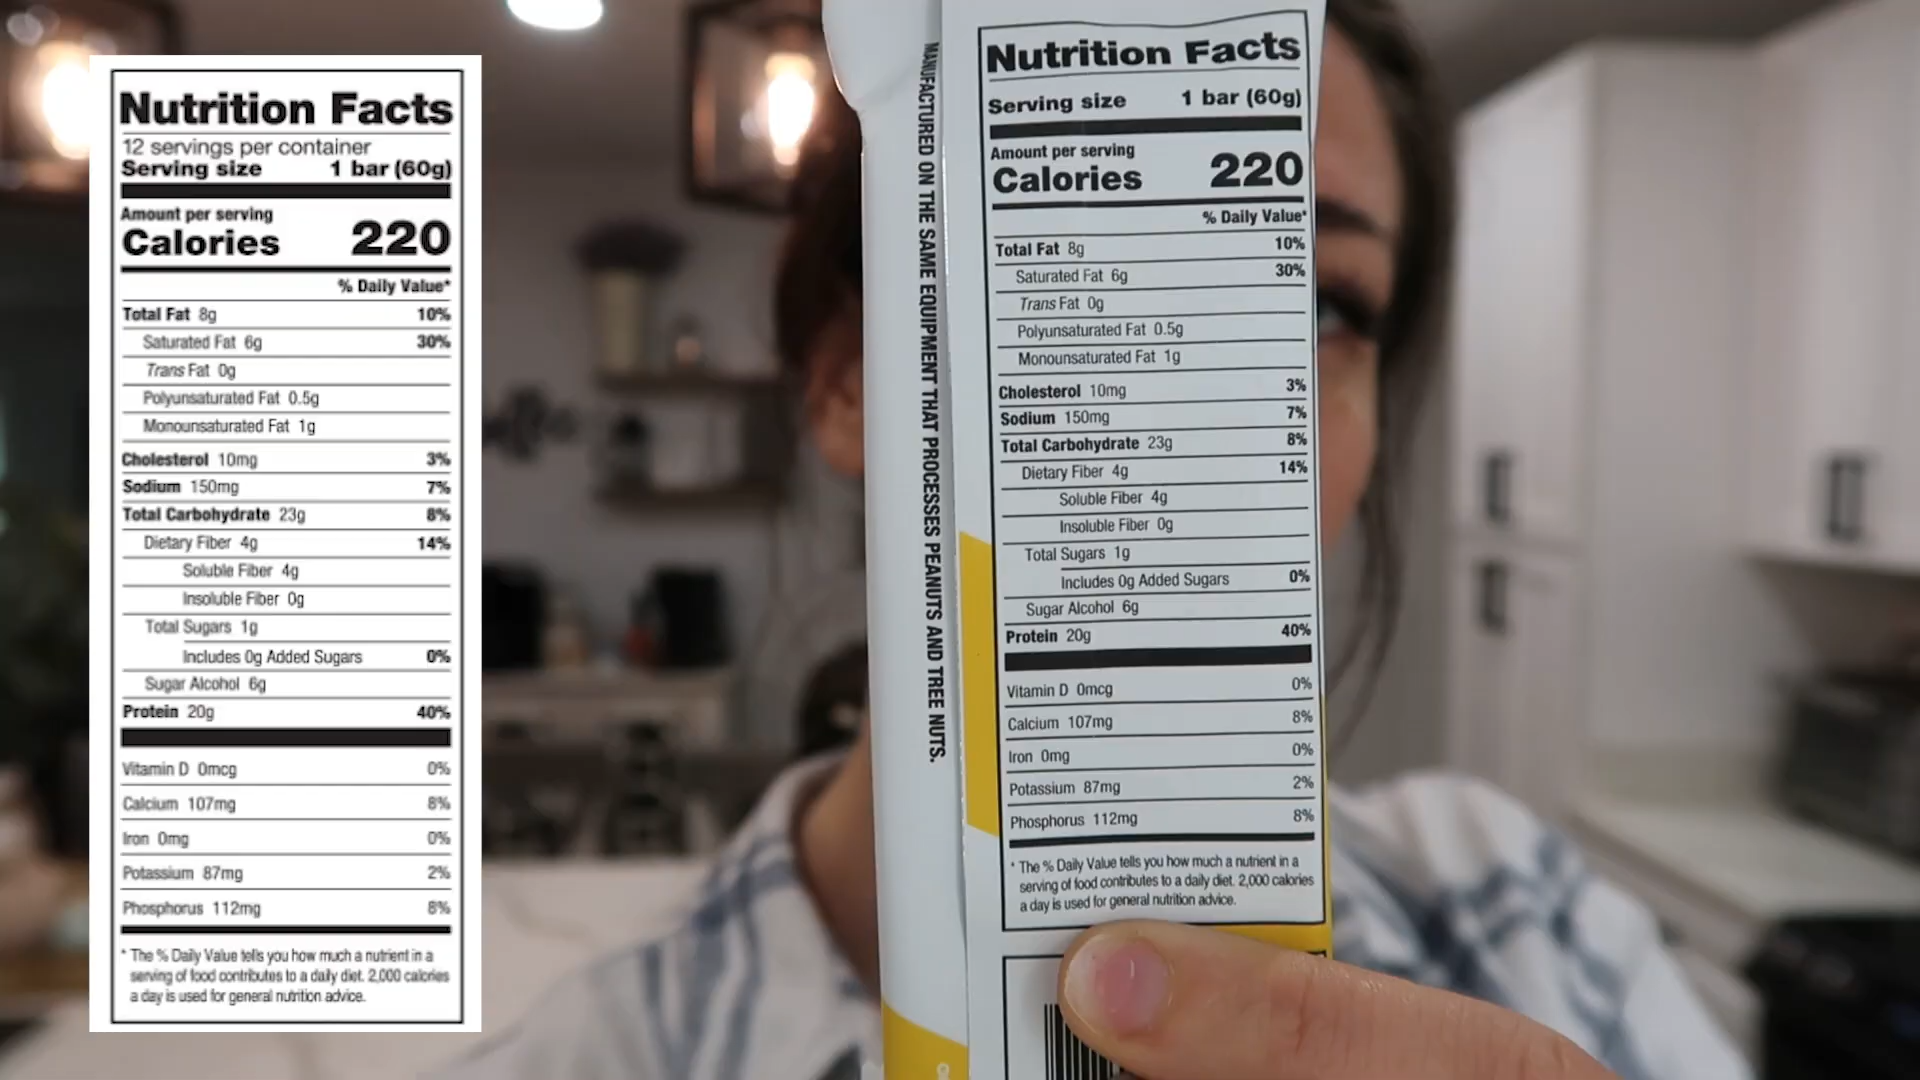 Nutrition Facts
12 servings per container
Serving size 1 bar (60g)
Amount per serving
Calories 220
% Daily Value*
Total Fat 8g 10%
Saturated Fat 6g 30%
Trans Fat 0g
Polyunsaturated Fat 0.5g
Monounsaturated Fat 1g
Cholesterol 10mg 3%
Sodium 150mg 7%
Total Carbohydrate 23g 8%
Dietary Fiber 4g 14%
Soluble Fiber 4g
Insoluble Fiber 0g
Total Sugars 1g
Includes 0g Added Sugars 0%
Sugar Alcohol 6g
Protein 20g 40%
Vitamin D 0mcg 0%
Calcium 107mg 8%
Iron 0mg 0%
Potassium 87mg 2%
Phosphorus 112mg 8%
* The % Daily Value tells you how much a nutrient in a
serving of food contributes to a daily diet. 2,000 calories
a day is used for general nutrition advice.
MANUFACTURED ON THE SAME EQUIPMENT THAT PROCESSES PEANUTS AND TREE NUTS.
Nutrition Facts
Serving size 1 bar (60g)
Amount per serving
Calories 220
% Daily Value*
Total Fat 8g 10%
Saturated Fat 6g 30%
Trans Fat 0g
Polyunsaturated Fat 0.5g
Monounsaturated Fat 1g
Cholesterol 10mg 3%
Sodium 150mg 7%
Total Carbohydrate 23g 8%
Dietary Fiber 4g 14%
Soluble Fiber 4g
Insoluble Fiber 0g
Total Sugars 1g
Includes 0g Added Sugars 0%
Sugar Alcohol 6g
Protein 20g 40%
Vitamin D 0mcg 0%
Calcium 107mg 8%
Iron 0mg 0%
Potassium 87mg 2%
Phosphorus 112mg 8%
* The % Daily Value tells you how much a nutrient in a
serving of food contributes to a daily diet. 2,000 calories
a day is used for general nutrition advice.